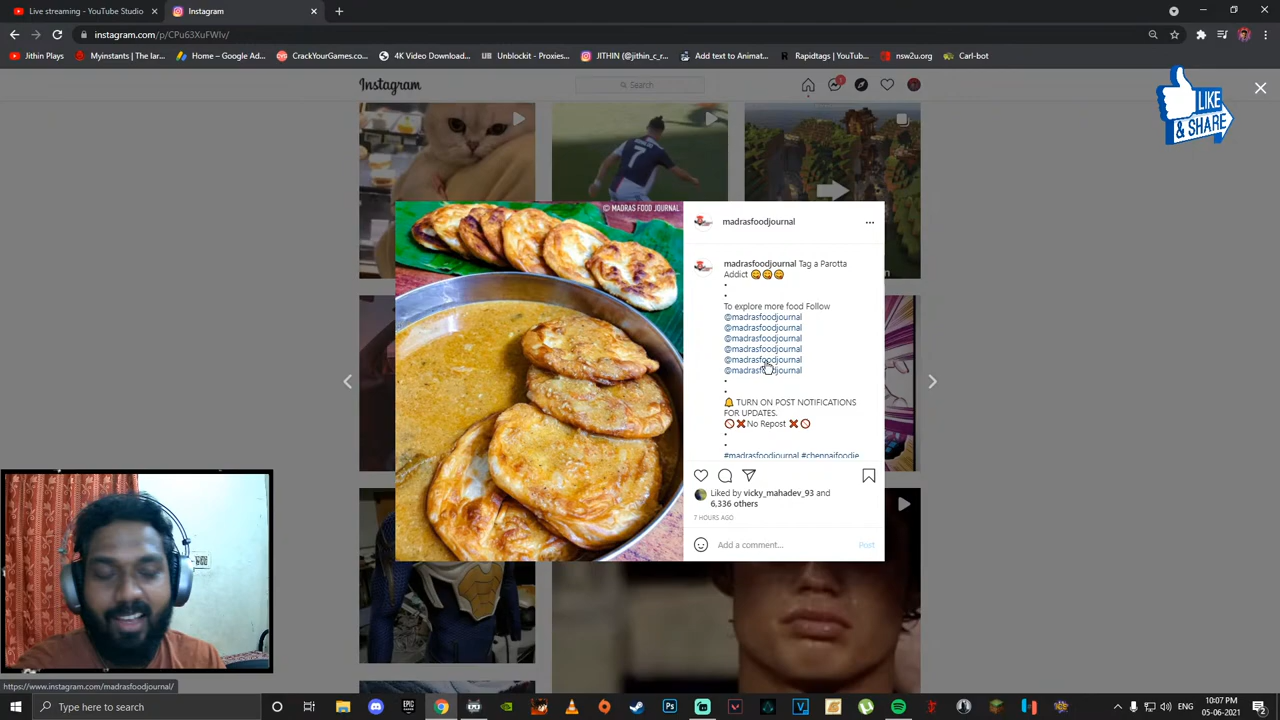 Live streaming - YouTube Studio
Instagram
instagram.com/p/CPu63XuFWIv/
Jithin Plays
Myinstants | The lar...
Home – Google Ad...
CrackYourGames.co...
4K Video Download...
Unblockit - Proxies...
JITHIN (@jithin_c_r...
Add text to Animat...
Rapidtags | YouTub...
nsw2u.org
Carl-bot
Instagram
Search
1
LIKE
& SHARE
7
© MADRAS FOOD JOURNAL
madrasfoodjournal
madrasfoodjournal Tag a Parotta
Addict 😋😋😋
•
•
To explore more food Follow
@madrasfoodjournal
@madrasfoodjournal
@madrasfoodjournal
@madrasfoodjournal
@madrasfoodjournal
@madrasfoodjournal
•
•
🔔 TURN ON POST NOTIFICATIONS
FOR UPDATES.
🚫❌No Repost ❌🚫
•
•
#madrasfoodjournal #chennaifoodie
Liked by vicky_mahadev_93 and
6,336 others
7 HOURS AGO
Add a comment...
Post
https://www.instagram.com/madrasfoodjournal/
Type here to search
10:07 PM
05-06-2021